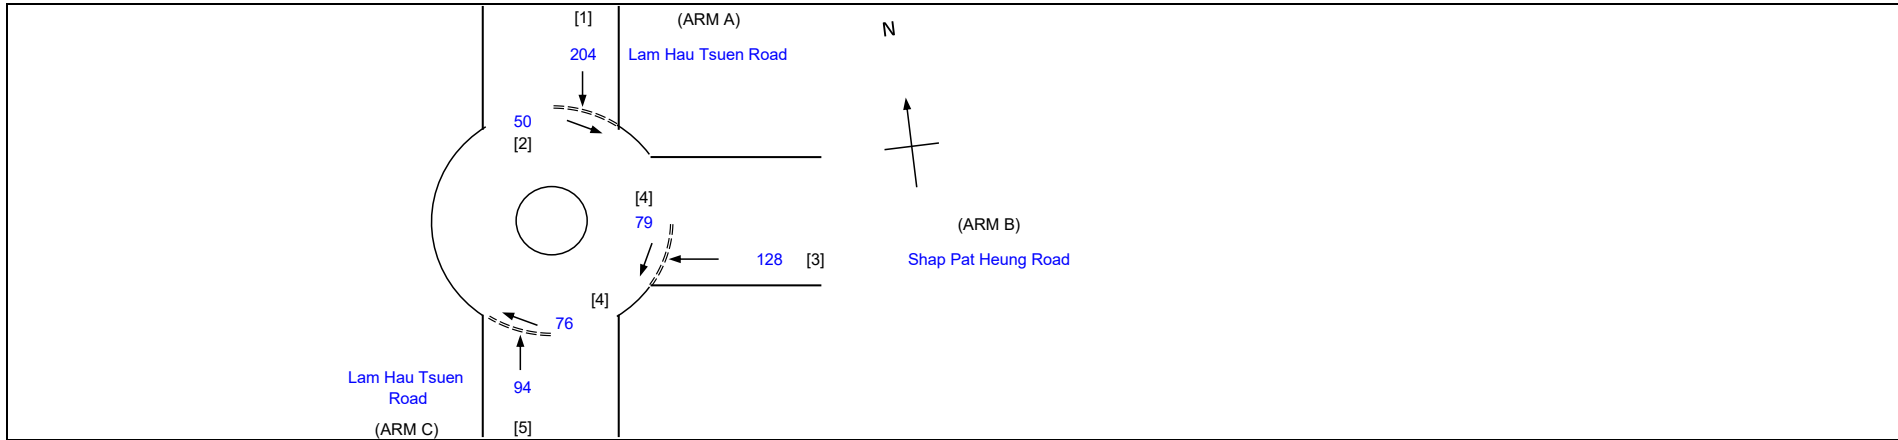 [1] (ARM A)
N
204 Lam Hau Tsuen Road
50
[2]
[4]
79
(ARM B)
128 [3] Shap Pat Heung Road
[4]
76
Lam Hau Tsuen
Road
94
(ARM C) [5]